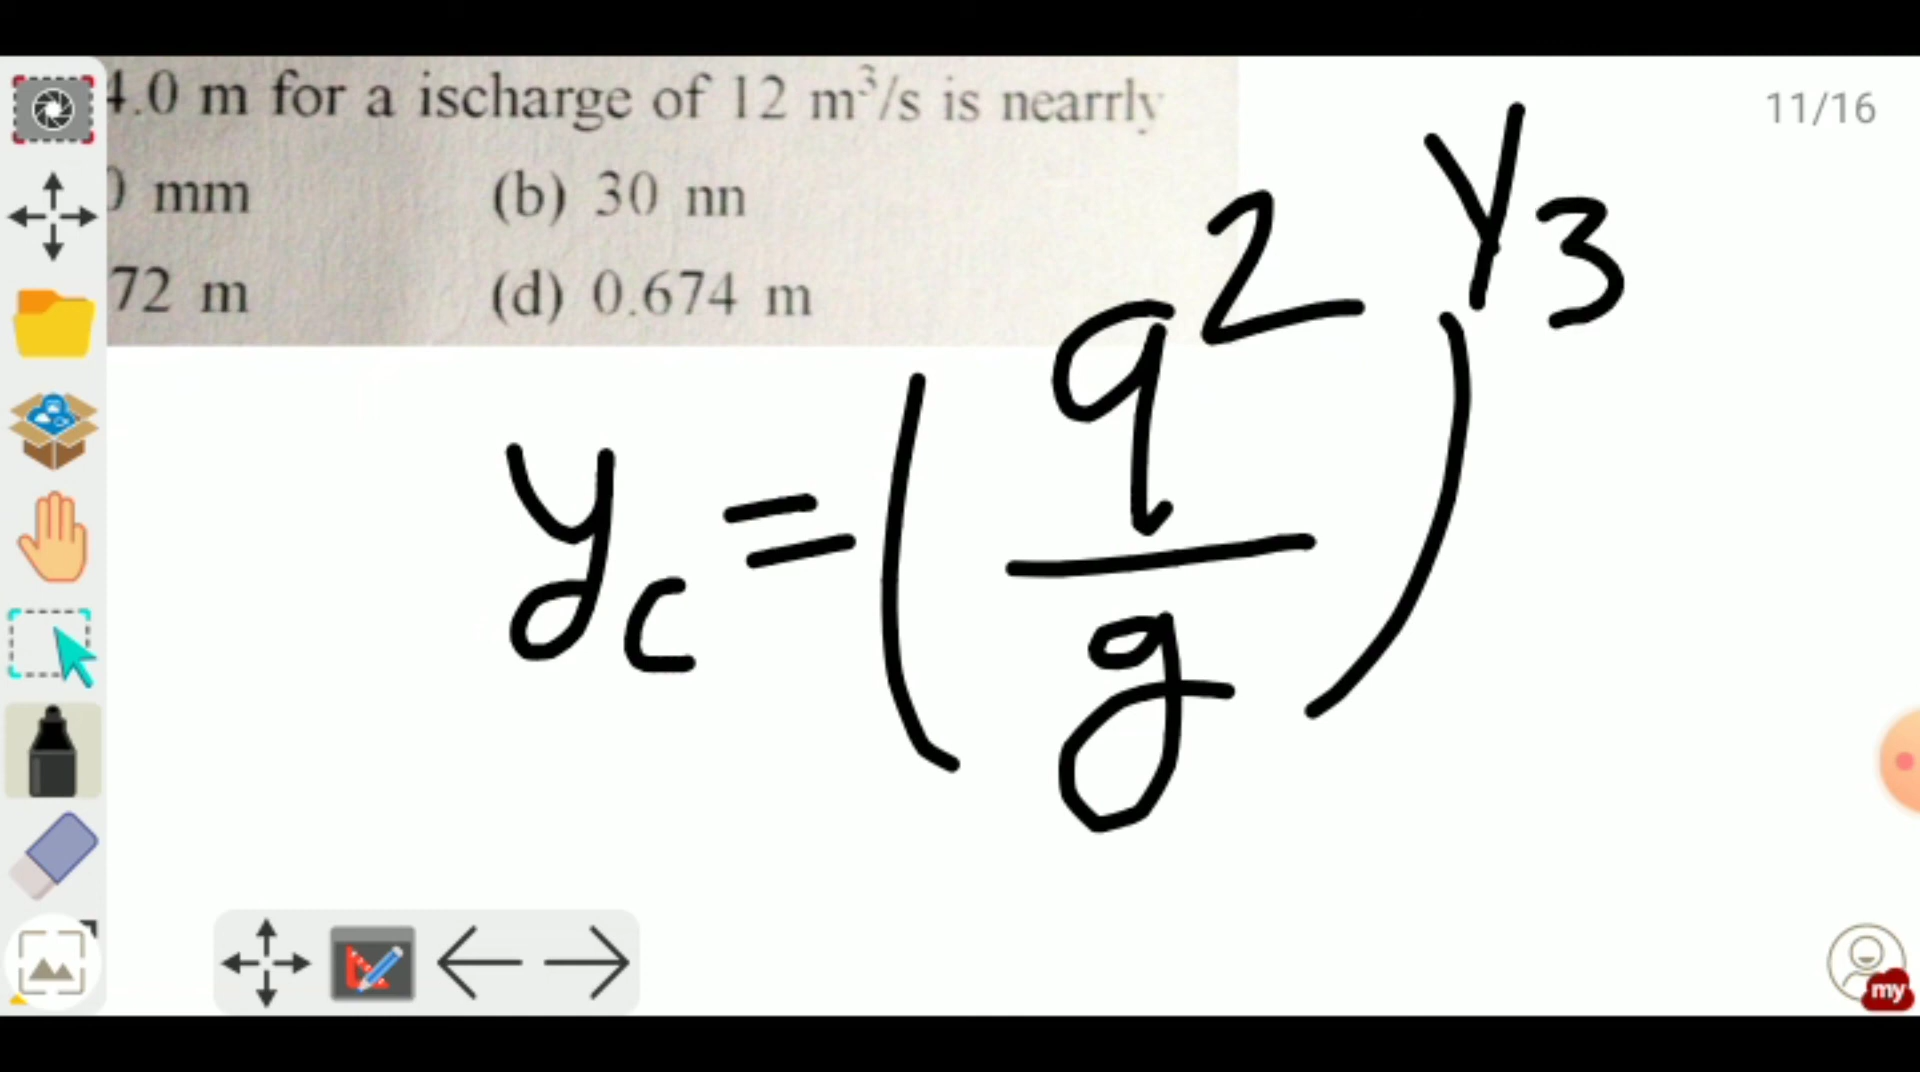 4.0 m for a ischarge of 12 m³/s is nearrly
11/16
mm (b) 30 nn
72 m (d) 0.674 m
y_c = (q²/g)^1/3
my